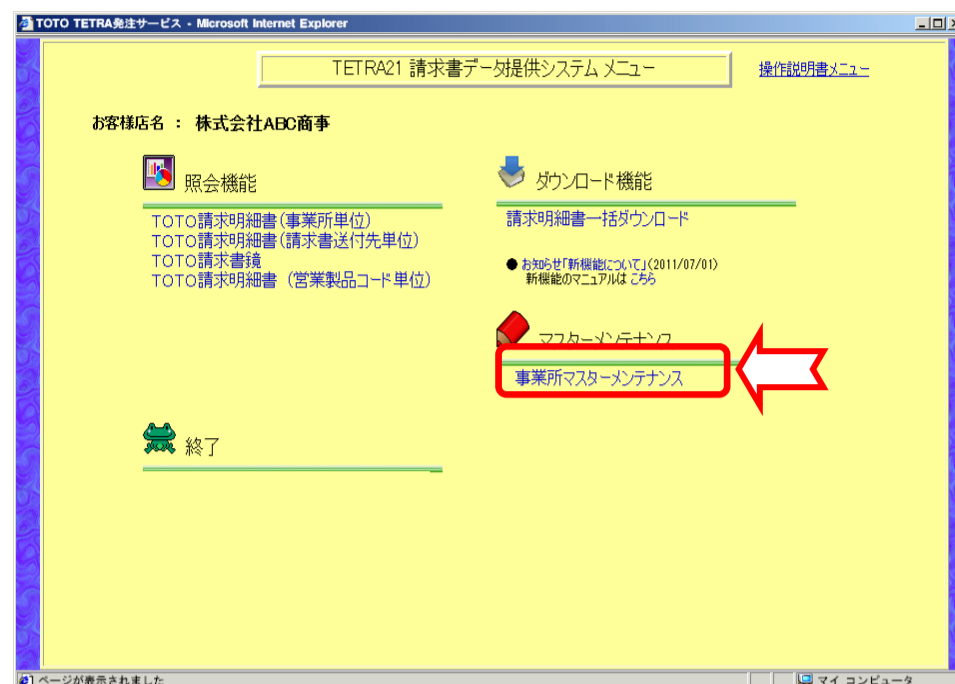 TOTO TETRA発注サービス - Microsoft Internet Explorer
TETRA21 請求書データ提供システム メニュー
操作説明書メニュー
お客様店名 ： 株式会社ABC商事
照会機能
TOTO請求明細書(事業所単位)
TOTO請求明細書(請求書送付先単位)
TOTO請求書鏡
TOTO請求明細書 （営業製品コード単位）
ダウンロード機能
請求明細書一括ダウンロード
● お知らせ「新機能について」(2011/07/01)
新機能のマニュアルは こちら
マスターメンテナンス
事業所マスターメンテナンス
終了
ページが表示されました
マイ コンピュータ